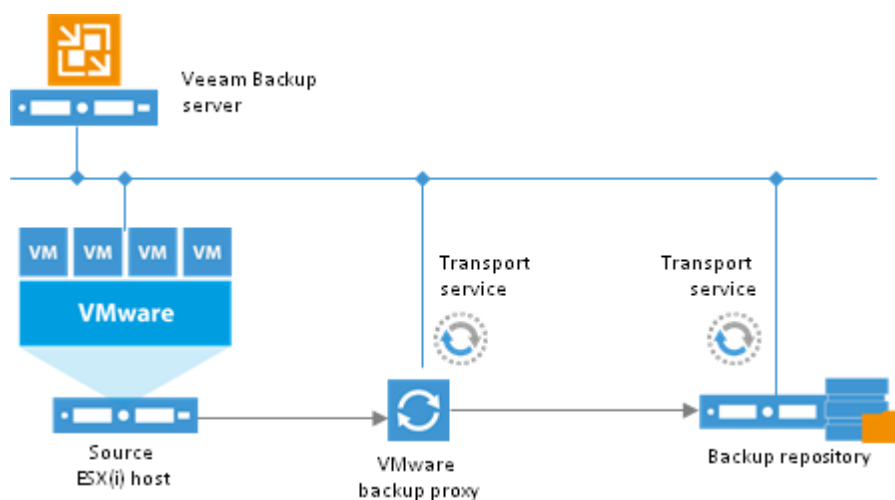 Veeam Backup
server
VM VM VM VM
VMware
Transport
service
Transport
service
Source
ESX(i) host
VMware
backup proxy
Backup repository